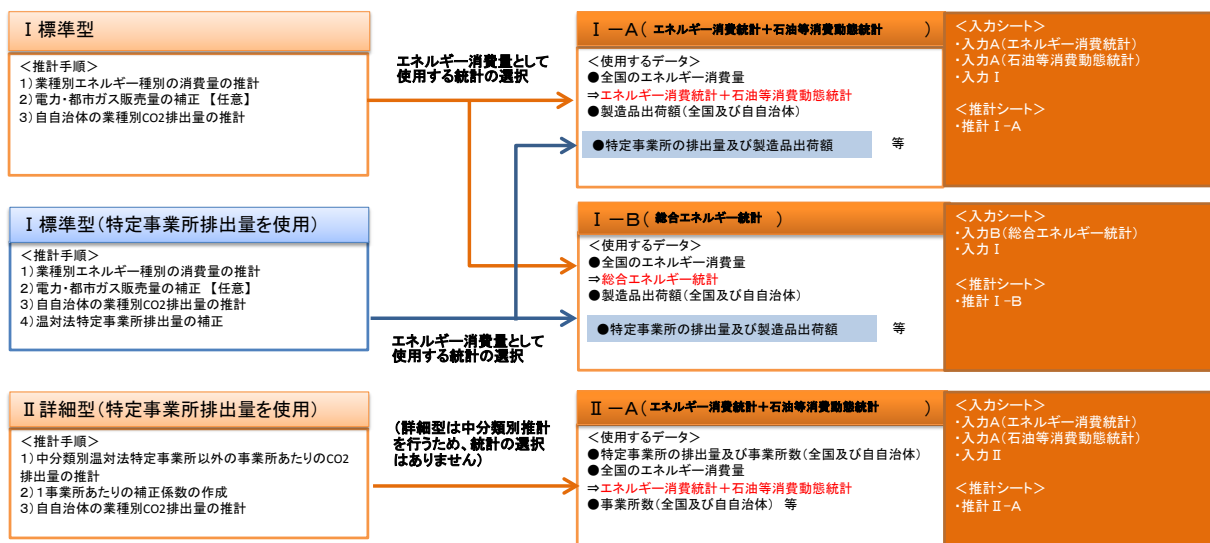 Ⅰ標準型
＜推計手順＞
1)業種別エネルギー種別の消費量の推計
2)電力・都市ガス販売量の補正 【任意】
3)自自治体の業種別CO2排出量の推計
エネルギー消費量として
使用する統計の選択
Ⅰ－A( エネルギー消費統計＋石油等消費動態統計 )
＜使用するデータ＞
●全国のエネルギー消費量
⇒エネルギー消費統計＋石油等消費動態統計
●製造品出荷額(全国及び自自治体)
●特定事業所の排出量及び製造品出荷額 等
＜入力シート＞
・入力A(エネルギー消費統計)
・入力A(石油等消費動態統計)
・入力Ⅰ
＜推計シート＞
・推計Ⅰ-A
Ⅰ標準型(特定事業所排出量を使用)
＜推計手順＞
1)業種別エネルギー種別の消費量の推計
2)電力・都市ガス販売量の補正 【任意】
3)自自治体の業種別CO2排出量の推計
4)温対法特定事業所排出量の補正
エネルギー消費量として
使用する統計の選択
Ⅰ－B( 総合エネルギー統計 )
＜使用するデータ＞
●全国のエネルギー消費量
⇒総合エネルギー統計
●製造品出荷額(全国及び自自治体)
●特定事業所の排出量及び製造品出荷額 等
＜入力シート＞
・入力B(総合エネルギー統計)
・入力Ⅰ
＜推計シート＞
・推計Ⅰ-B
Ⅱ詳細型(特定事業所排出量を使用)
＜推計手順＞
1)中分類別温対法特定事業所以外の事業所あたりのCO2
排出量の推計
2)1事業所あたりの補正係数の作成
3)自自治体の業種別CO2排出量の推計
(詳細型は中分類別推計
を行うため、統計の選択
はありません)
Ⅱ－A( エネルギー消費統計＋石油等消費動態統計 )
＜使用するデータ＞
●特定事業所の排出量及び事業所数(全国及び自自治体)
●全国のエネルギー消費量
⇒エネルギー消費統計＋石油等消費動態統計
●事業所数(全国及び自自治体) 等
＜入力シート＞
・入力A(エネルギー消費統計)
・入力A(石油等消費動態統計)
・入力Ⅱ
＜推計シート＞
・推計Ⅱ-A